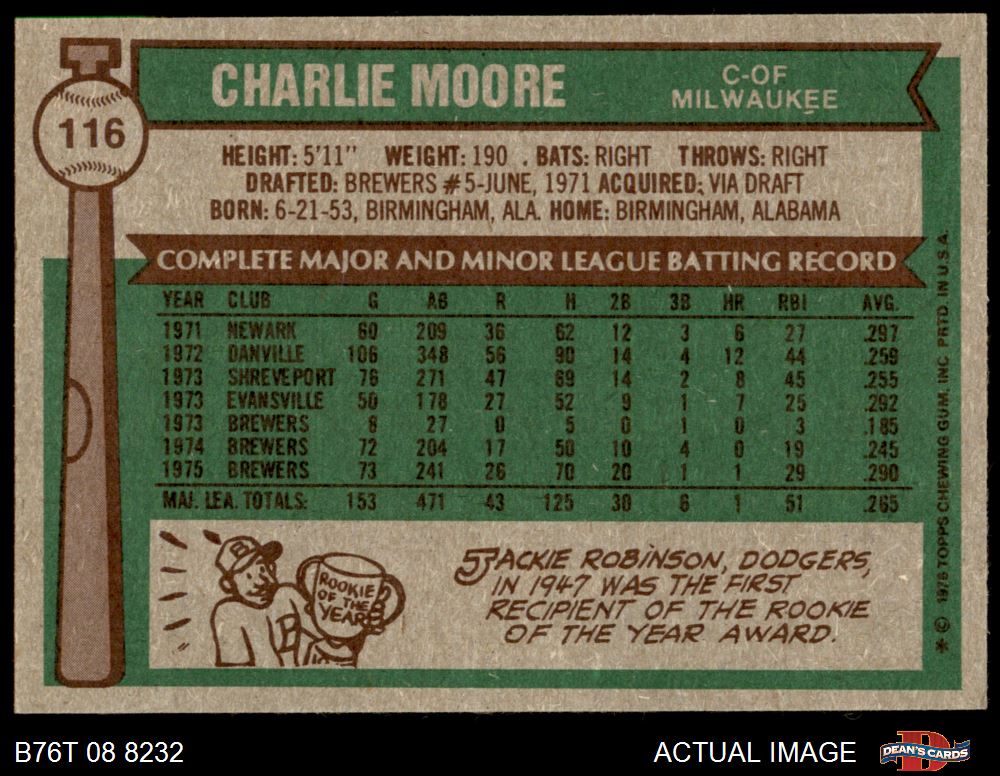 116
CHARLIE MOORE
C-OF
MILWAUKEE
HEIGHT: 5'11" WEIGHT: 190 . BATS: RIGHT THROWS: RIGHT
DRAFTED: BREWERS #5-JUNE, 1971 ACQUIRED: VIA DRAFT
BORN: 6-21-53, BIRMINGHAM, ALA. HOME: BIRMINGHAM, ALABAMA
COMPLETE MAJOR AND MINOR LEAGUE BATTING RECORD
YEAR CLUB G AB R H 2B 3B HR RBI AVG.
1971 NEWARK 60 209 36 62 12 3 6 27 .297
1972 DANVILLE 106 348 56 90 14 4 12 44 .259
1973 SHREVEPORT 76 271 47 69 14 2 8 45 .255
1973 EVANSVILLE 50 178 27 52 9 1 7 25 .292
1973 BREWERS 8 27 0 5 0 1 0 3 .185
1974 BREWERS 72 204 17 50 10 4 0 19 .245
1975 BREWERS 73 241 26 70 20 1 1 29 .290
MAJ. LEA. TOTALS: 153 471 43 125 30 6 1 51 .265
B
ROOKIE
OF THE
YEAR
B
JACKIE ROBINSON, DODGERS,
IN 1947 WAS THE FIRST
RECIPIENT OF THE ROOKIE
OF THE YEAR AWARD.
* © 1976 TOPPS CHEWING GUM, INC. PRTD. IN U.S.A.
B76T 08 8232
ACTUAL IMAGE
D
DEAN'S CARDS